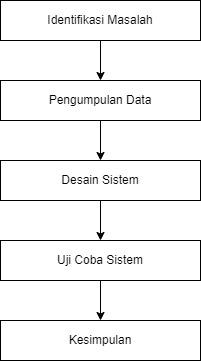 Identifikasi Masalah
Pengumpulan Data
Desain Sistem
Uji Coba Sistem
Kesimpulan